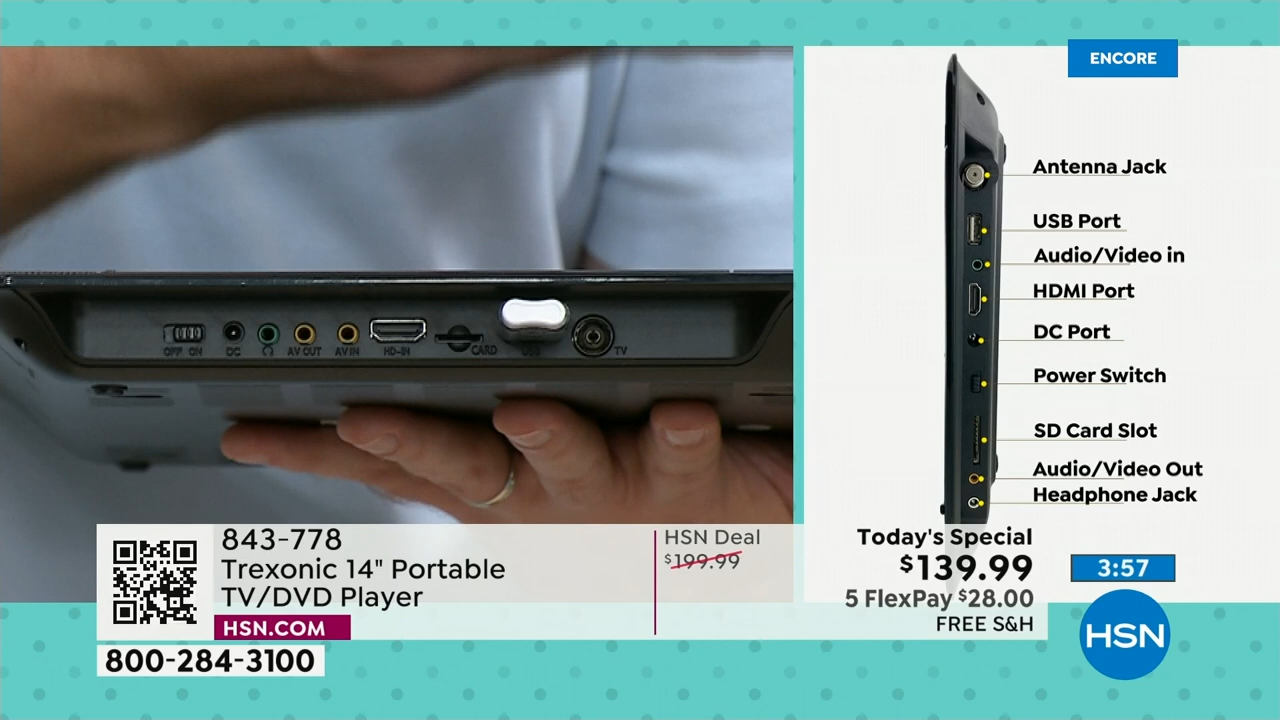 ENCORE
OFF ON
DC
AV OUT
AV IN
HD-IN
CARD
USB
TV
Antenna Jack
USB Port
Audio/Video in
HDMI Port
DC Port
Power Switch
SD Card Slot
Audio/Video Out
Headphone Jack
843-778
Trexonic 14" Portable
TV/DVD Player
HSN.COM
800-284-3100
HSN Deal
$199.99
Today's Special
$139.99
5 FlexPay $28.00
FREE S&H
3:57
HSN